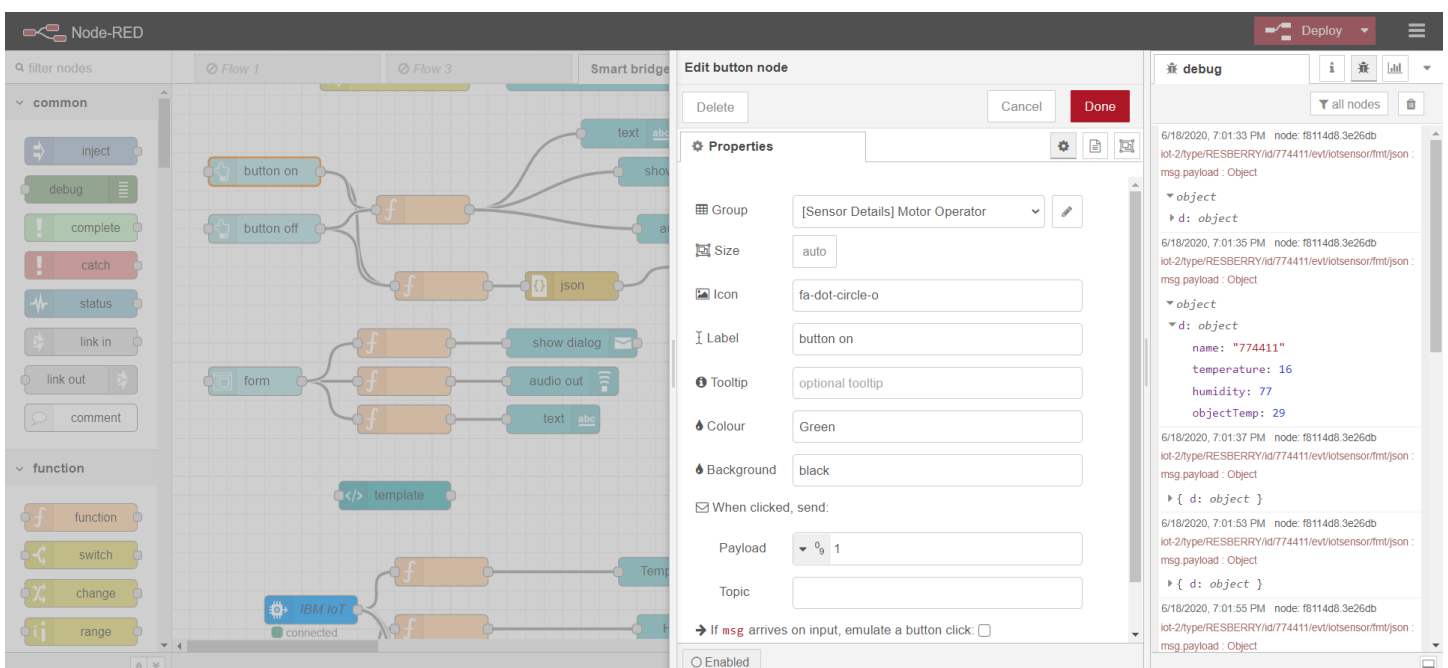 Node-RED
Deploy
filter nodes
Flow 1
Flow 3
Smart bridge
common
inject
debug
complete
catch
status
link in
link out
comment
function
function
switch
change
range
button on
button off
text abc
show
json
form
show dialog
audio out
text abc
</> template
IBM IoT
connected
Temp
H
Edit button node
Delete
Cancel
Done
Properties
Group
[Sensor Details] Motor Operator
Size
auto
Icon
fa-dot-circle-o
Label
button on
Tooltip
optional tooltip
Colour
Green
Background
black
When clicked, send:
Payload
0 9 1
Topic
If msg arrives on input, emulate a button click:
Enabled
debug
i
all nodes
6/18/2020, 7:01:33 PM node: f8114d8.3e26db
iot-2/type/RESBERRY/id/774411/evt/iotsensor/fmt/json :
msg.payload : Object
object
d: object
6/18/2020, 7:01:35 PM node: f8114d8.3e26db
iot-2/type/RESBERRY/id/774411/evt/iotsensor/fmt/json :
msg.payload : Object
object
d: object
name: "774411"
temperature: 16
humidity: 77
objectTemp: 29
6/18/2020, 7:01:37 PM node: f8114d8.3e26db
iot-2/type/RESBERRY/id/774411/evt/iotsensor/fmt/json :
msg.payload : Object
{ d: object }
6/18/2020, 7:01:53 PM node: f8114d8.3e26db
iot-2/type/RESBERRY/id/774411/evt/iotsensor/fmt/json :
msg.payload : Object
{ d: object }
6/18/2020, 7:01:55 PM node: f8114d8.3e26db
iot-2/type/RESBERRY/id/774411/evt/iotsensor/fmt/json :
msg.payload : Object